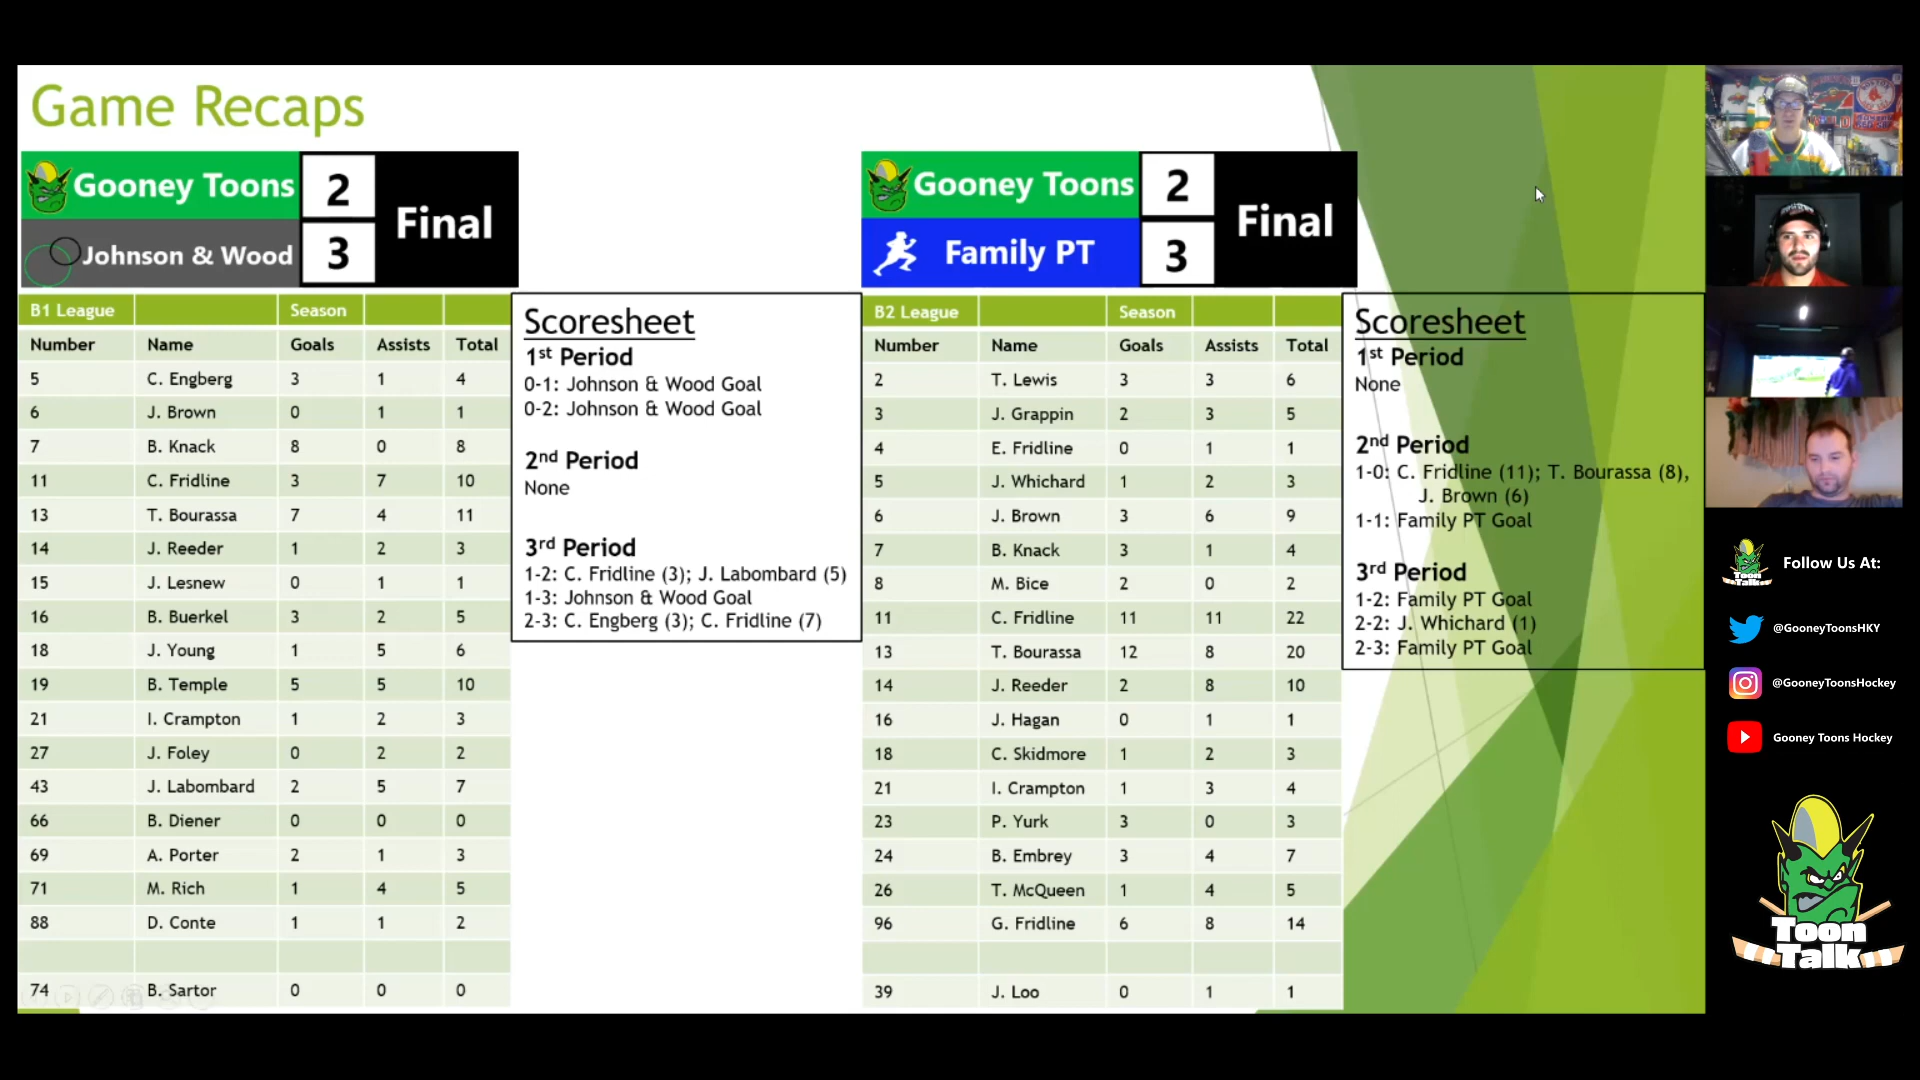 Game Recaps
Gooney Toons 2
Johnson & Wood 3
Final
B1 League Season
Number Name Goals Assists Total
5 C. Engberg 3 1 4
6 J. Brown 0 1 1
7 B. Knack 8 0 8
11 C. Fridline 3 7 10
13 T. Bourassa 7 4 11
14 J. Reeder 1 2 3
15 J. Lesnew 0 1 1
16 B. Buerkel 3 2 5
18 J. Young 1 5 6
19 B. Temple 5 5 10
21 I. Crampton 1 2 3
27 J. Foley 0 2 2
43 J. Labombard 2 5 7
66 B. Diener 0 0 0
69 A. Porter 2 1 3
71 M. Rich 1 4 5
88 D. Conte 1 1 2
74 B. Sartor 0 0 0
Scoresheet
1st Period
0-1: Johnson & Wood Goal
0-2: Johnson & Wood Goal
2nd Period
None
3rd Period
1-2: C. Fridline (3); J. Labombard (5)
1-3: Johnson & Wood Goal
2-3: C. Engberg (3); C. Fridline (7)
Gooney Toons 2
Family PT 3
Final
B2 League Season
Number Name Goals Assists Total
2 T. Lewis 3 3 6
3 J. Grappin 2 3 5
4 E. Fridline 0 1 1
5 J. Whichard 1 2 3
6 J. Brown 3 6 9
7 B. Knack 3 1 4
8 M. Bice 2 0 2
11 C. Fridline 11 11 22
13 T. Bourassa 12 8 20
14 J. Reeder 2 8 10
16 J. Hagan 0 1 1
18 C. Skidmore 1 2 3
21 I. Crampton 1 3 4
23 P. Yurk 3 0 3
24 B. Embrey 3 4 7
26 T. McQueen 1 4 5
96 G. Fridline 6 8 14
39 J. Loo 0 1 1
Scoresheet
1st Period
None
2nd Period
1-0: C. Fridline (11); T. Bourassa (8),
J. Brown (6)
1-1: Family PT Goal
3rd Period
1-2: Family PT Goal
2-2: J. Whichard (1)
2-3: Family PT Goal
Toon
Talk
Follow Us At:
@GooneyToonsHKY
@GooneyToonsHockey
Gooney Toons Hockey
Toon
Talk